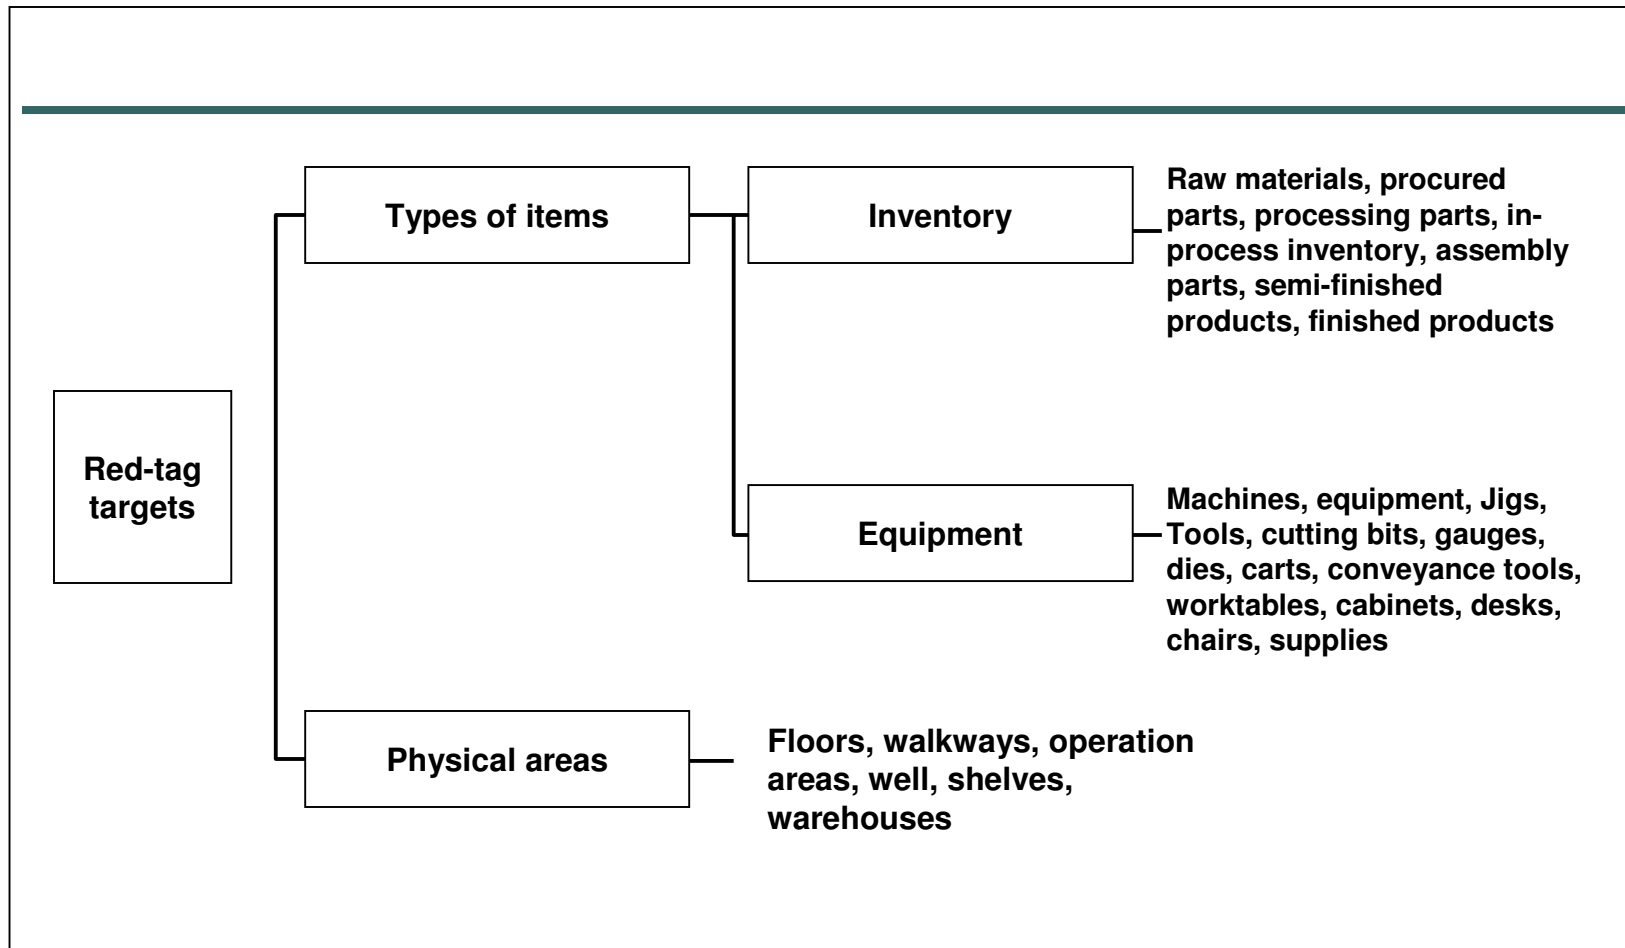 Types of items
Inventory
Raw materials, procured
parts, processing parts, in-
process inventory, assembly
parts, semi-finished
products, finished products
Red-tag
targets
Equipment
Machines, equipment, Jigs,
Tools, cutting bits, gauges,
dies, carts, conveyance tools,
worktables, cabinets, desks,
chairs, supplies
Physical areas
Floors, walkways, operation
areas, well, shelves,
warehouses